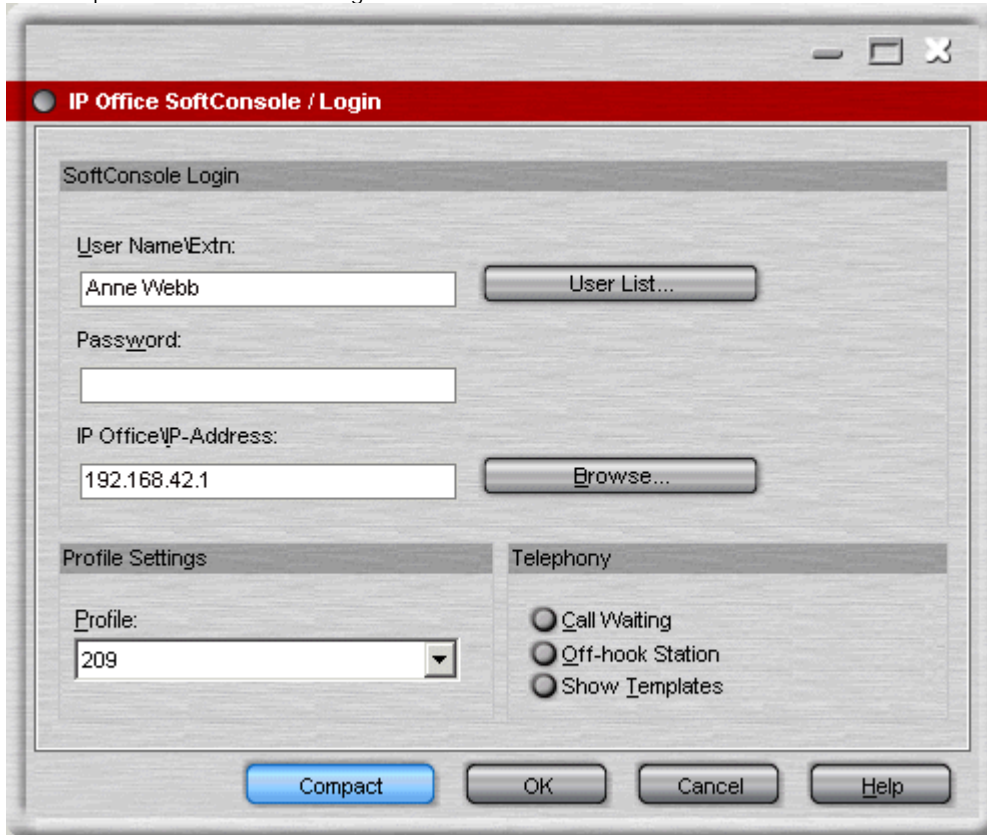 IP Office SoftConsole / Login
SoftConsole Login
User Name\Extn:
Anne Webb
User List...
Password:
IP Office\IP-Address:
192.168.42.1
Browse...
Profile Settings
Telephony
Profile:
209
Call Waiting
Off-hook Station
Show Templates
Compact
OK
Cancel
Help